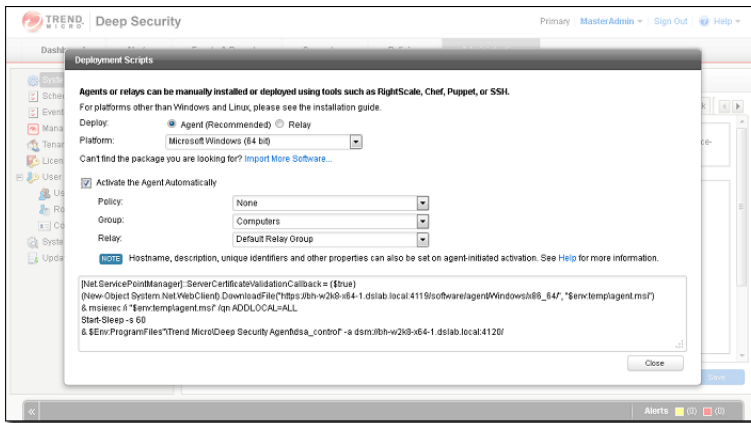 TREND MICRO Deep Security
Primary MasterAdmin Sign Out Help
Deployment Scripts
Agents or relays can be manually installed or deployed using tools such as RightScale, Chef, Puppet, or SSH.
For platforms other than Windows and Linux, please see the installation guide.
Deploy: Agent (Recommended) Relay
Platform: Microsoft Windows (64 bit)
Can't find the package you are looking for? Import More Software...
Activate the Agent Automatically
Policy: None
Group: Computers
Relay: Default Relay Group
NOTE Hostname, description, unique identifiers and other properties can also be set on agent-initiated activation. See Help for more information.
[Net.ServicePointManager]::ServerCertificateValidationCallback = {$true}
(New-Object System.Net.WebClient).DownloadFile("https://bh-w2k8-x64-1.dslab.local:4119/software/agent/Windows/x86_64/", "$env:temp\agent.msi")
& msiexec /i "$env:temp\agent.msi" /qn ADDLOCAL=ALL
Start-Sleep -s 60
& $Env:ProgramFiles"\Trend Micro\Deep Security Agent\dsa_control" -a dsm://bh-w2k8-x64-1.dslab.local:4120/
Close
Save
User
Alerts (0) (0)